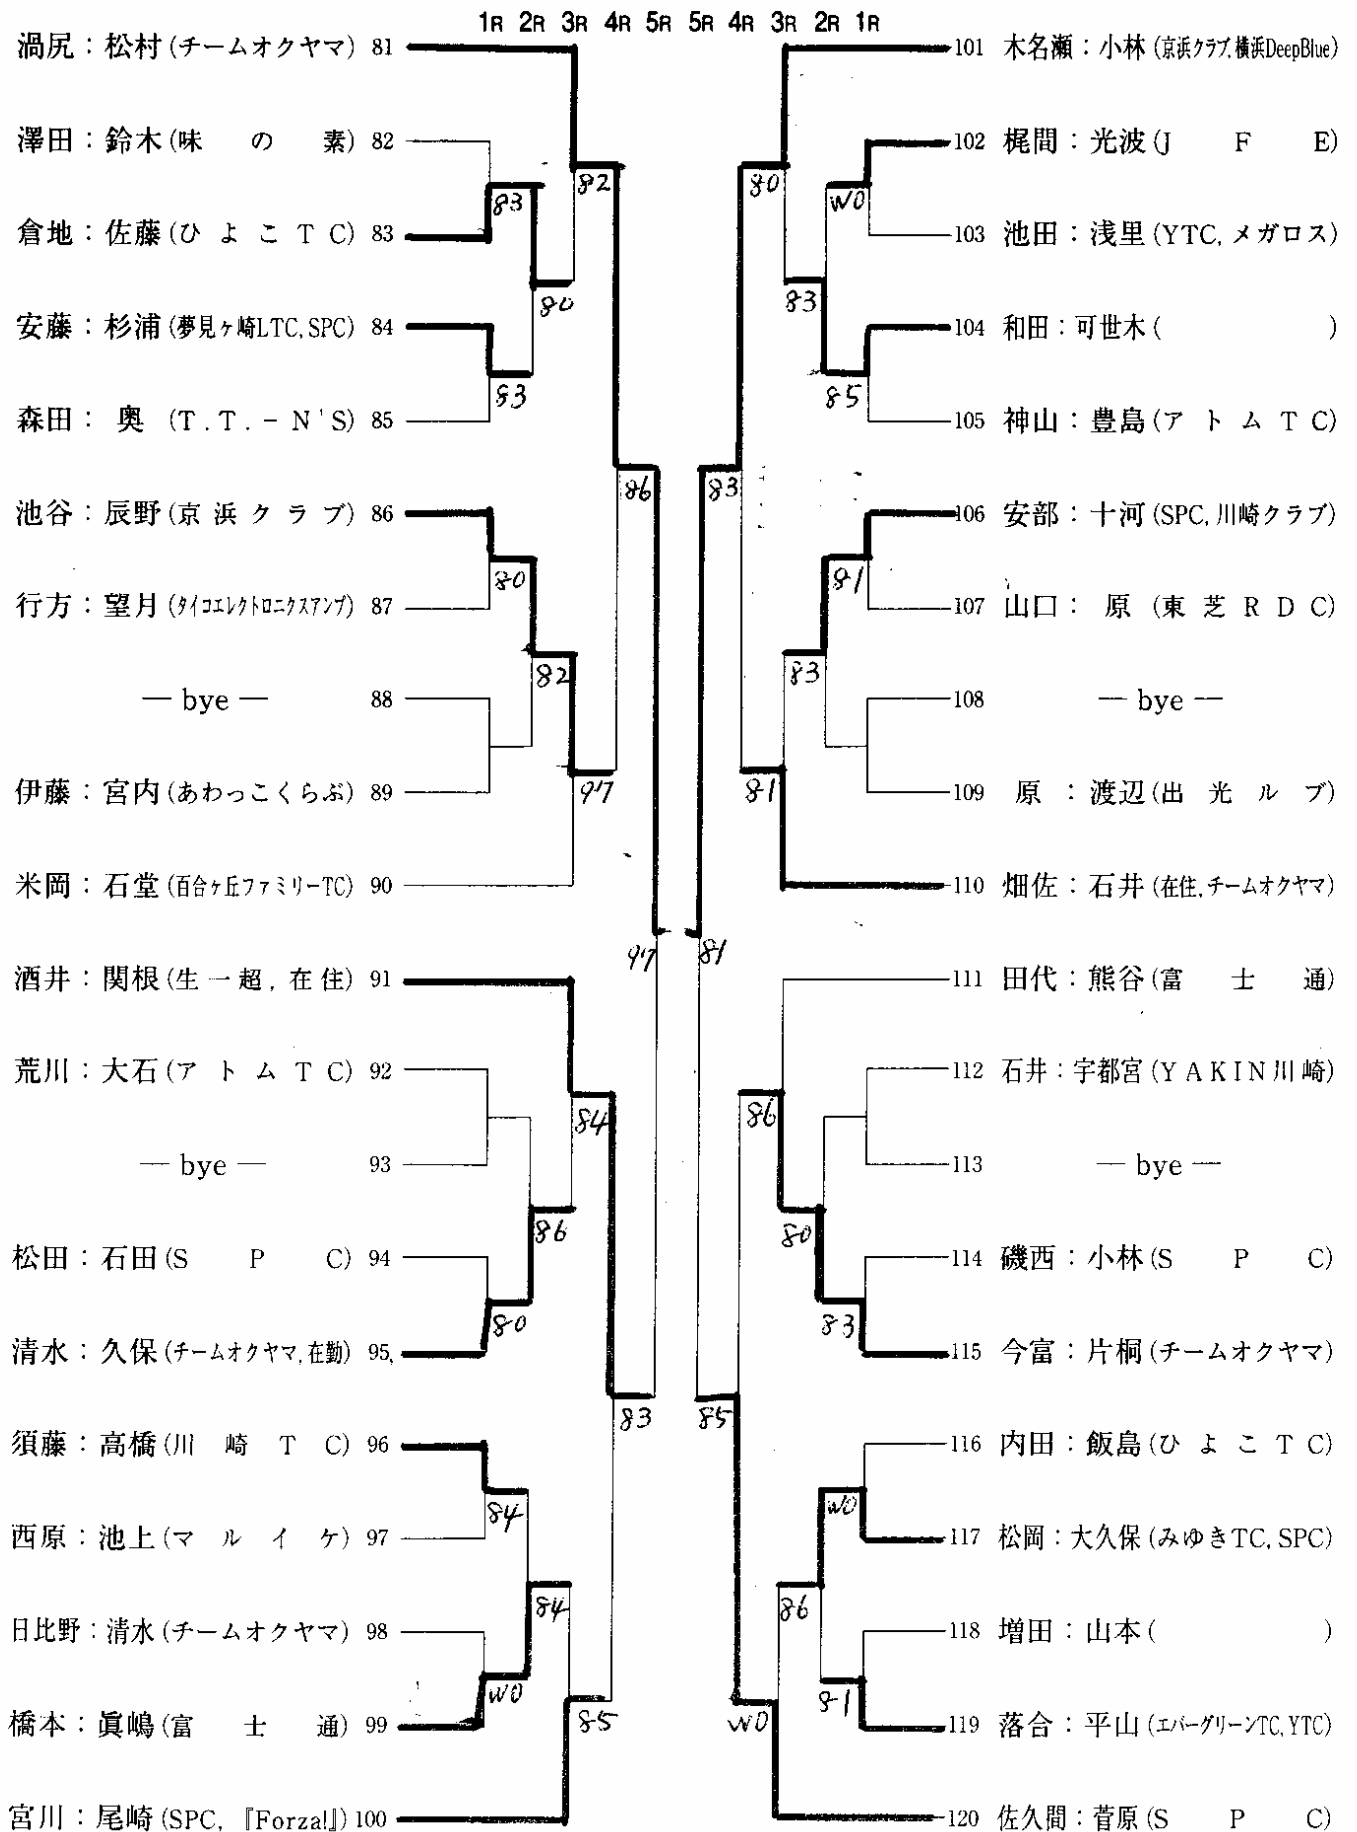 1R 2R 3R 4R 5R 5R 4R 3R 2R 1R
渦尻：松村(チームオクヤマ) 81
澤田：鈴木(味の素) 82
83
倉地：佐藤(ひよこTC) 83
80
安藤：杉浦(夢見ヶ崎LTC, SPC) 84
83
森田：奥(T.T.－N'S) 85
82
86
池谷：辰野(京浜クラブ) 86
80
行方：望月(タイコエレクトロニクスアンプ) 87
82
－bye－ 88
伊藤：宮内(あわっこくらぶ) 89
97
米岡：石堂(百合ヶ丘ファミリーTC) 90
97
酒井：関根(生一超, 在住) 91
荒川：大石(アトムTC) 92
84
－bye－ 93
86
松田：石田(SPC) 94
80
清水：久保(チームオクヤマ, 在勤) 95
83
須藤：高橋(川崎TC) 96
84
西原：池上(マルイケ) 97
84
日比野：清水(チームオクヤマ) 98
W0
橋本：眞嶋(富士通) 99
85
宮川：尾崎(SPC, 『Forza!』) 100
101 木名瀬：小林(京浜クラブ, 横浜DeepBlue)
102 梶間：光波(JFE)
80
W0
103 池田：浅里(YTC, メガロス)
83
104 和田：可世木( )
85
105 神山：豊島(アトムTC)
83
106 安部：十河(SPC, 川崎クラブ)
81
107 山口：原(東芝RDC)
83
108 －bye－
109 原：渡辺(出光ルブ)
81
110 畑佐：石井(在住, チームオクヤマ)
81
111 田代：熊谷(富士通)
112 石井：宇都宮(YAKIN川崎)
86
113 －bye－
80
114 磯西：小林(SPC)
83
115 今富：片桐(チームオクヤマ)
85
116 内田：飯島(ひよこTC)
W0
117 松岡：大久保(みゆきTC, SPC)
86
118 増田：山本( )
81
119 落合：平山(エバーグリーンTC, YTC)
W0
120 佐久間：菅原(SPC)